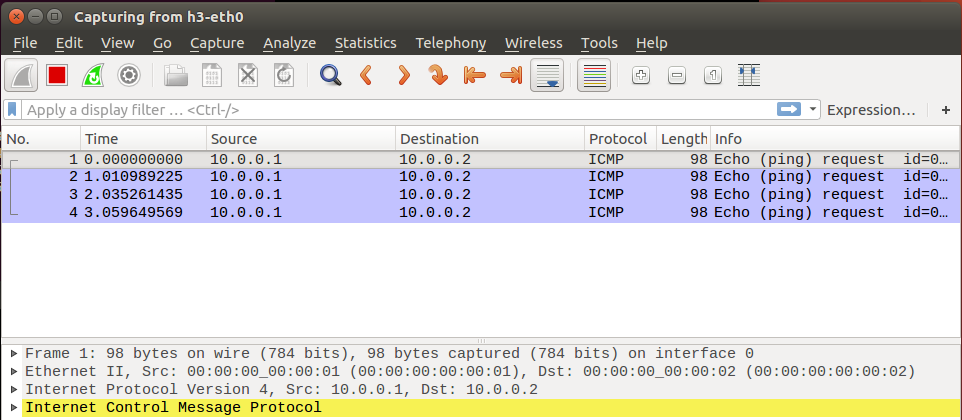 Capturing from h3-eth0
File Edit View Go Capture Analyze Statistics Telephony Wireless Tools Help
Apply a display filter … <Ctrl-/> Expression… +
No. Time Source Destination Protocol Length Info
1 0.000000000 10.0.0.1 10.0.0.2 ICMP 98 Echo (ping) request id=0…
2 1.010989225 10.0.0.1 10.0.0.2 ICMP 98 Echo (ping) request id=0…
3 2.035261435 10.0.0.1 10.0.0.2 ICMP 98 Echo (ping) request id=0…
4 3.059649569 10.0.0.1 10.0.0.2 ICMP 98 Echo (ping) request id=0…
Frame 1: 98 bytes on wire (784 bits), 98 bytes captured (784 bits) on interface 0
Ethernet II, Src: 00:00:00_00:00:01 (00:00:00:00:00:01), Dst: 00:00:00_00:00:02 (00:00:00:00:00:02)
Internet Protocol Version 4, Src: 10.0.0.1, Dst: 10.0.0.2
Internet Control Message Protocol